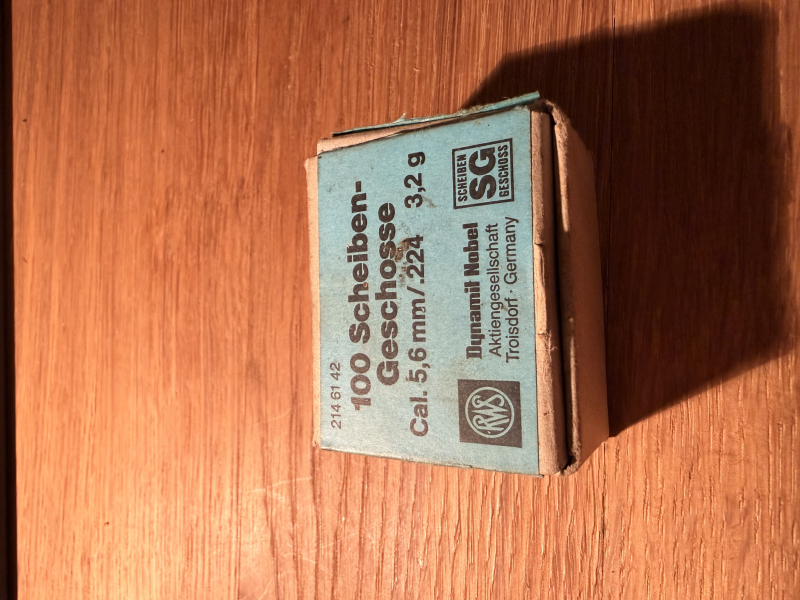 214 61 42
100 Scheiben-
Geschosse
Cal. 5,6 mm/.224 3,2 g
RWS
Dynamit Nobel
Aktiengesellschaft
Troisdorf · Germany
SCHEIBEN
SG
GESCHOSS